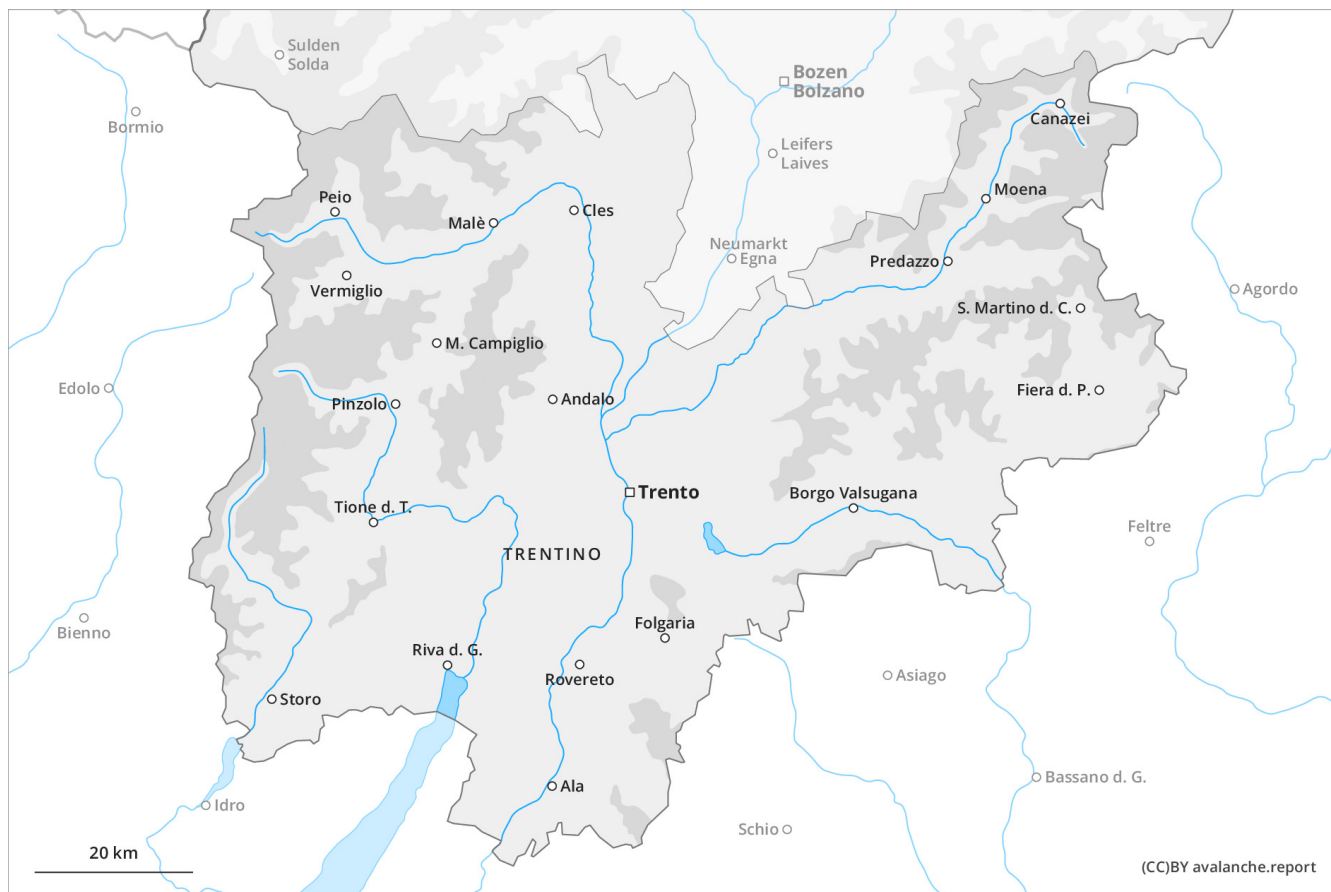 Sulden
Solda
Bozen
Bolzano
Bormio
Canazei
Leifers
Laives
Moena
Peio
Malè
Cles
Neumarkt
Egna
Predazzo
Vermiglio
Agordo
S. Martino d. C.
M. Campiglio
Edolo
Fiera d. P.
Pinzolo
Andalo
Trento
Borgo Valsugana
Tione d. T.
Feltre
TRENTINO
Bienno
Folgaria
Riva d. G.
Rovereto
Asiago
Storo
Bassano d. G.
Ala
Idro
Schio
20 km
(CC)BY avalanche.report